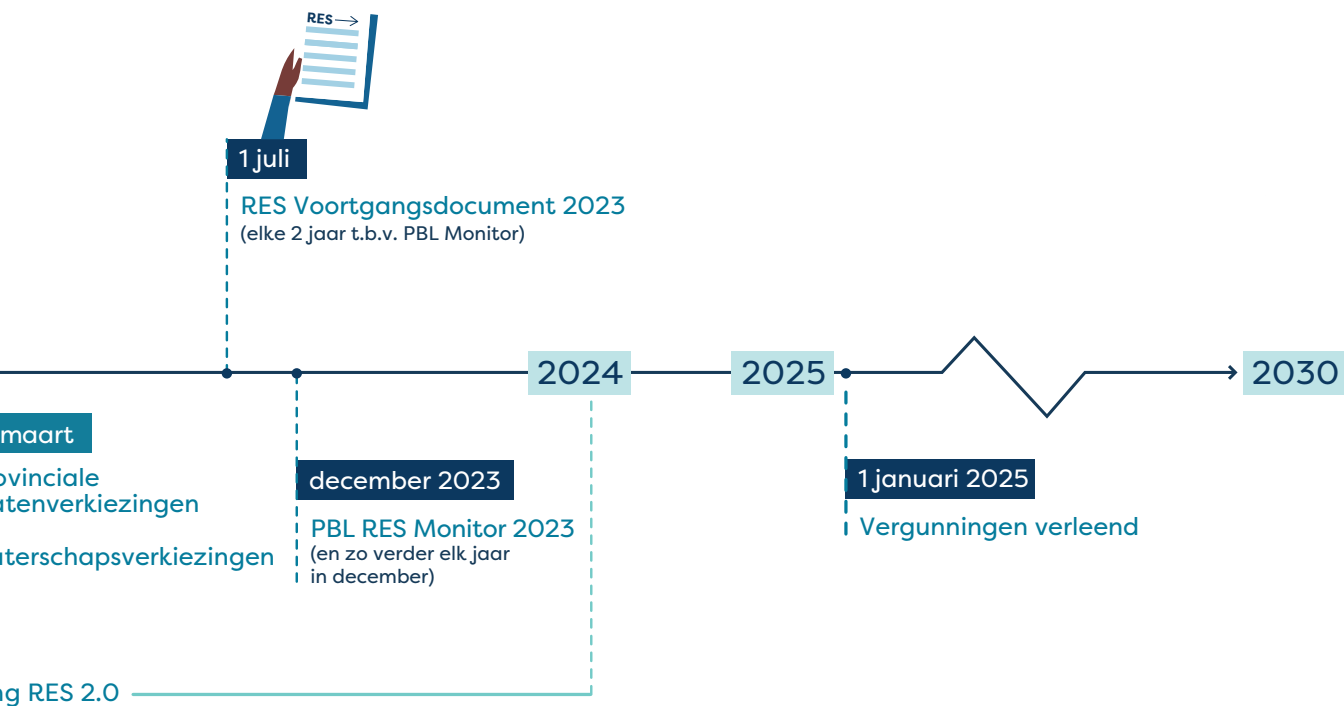 RES
1 juli
RES Voortgangsdocument 2023
(elke 2 jaar t.b.v. PBL Monitor)
2024
2025
2030
maart
ovinciale
atenverkiezingen
aterschapsverkiezingen
december 2023
PBL RES Monitor 2023
(en zo verder elk jaar
in december)
1 januari 2025
Vergunningen verleend
ng RES 2.0